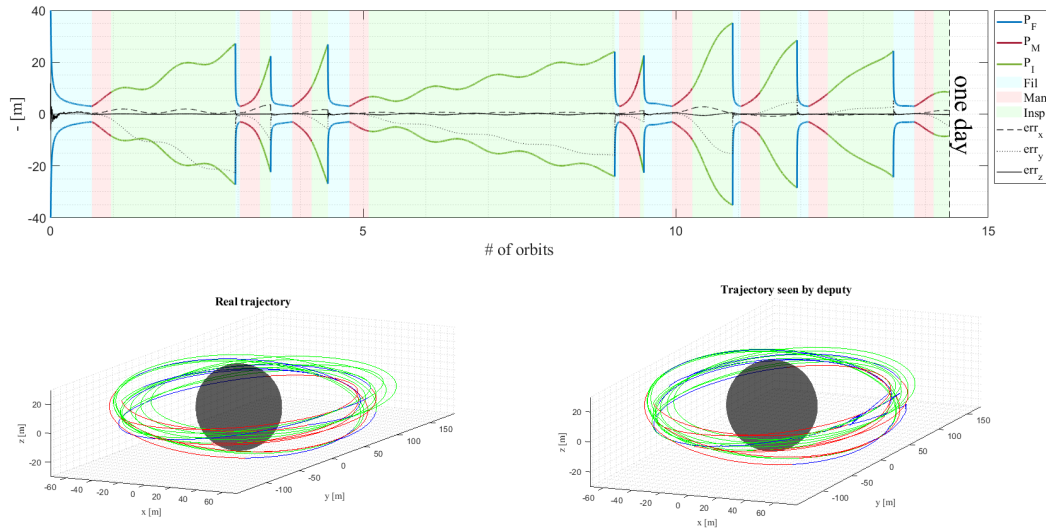 40
20
0
-20
-40
- [m]
0
5
10
15
# of orbits
one day
P_F
P_M
P_I
Fil
Man
Insp
err_x
err_y
err_z
Real trajectory
20
0
-20
z [m]
-60
-40
-20
0
20
40
60
x [m]
-100
-50
0
50
100
150
y [m]
Trajectory seen by deputy
20
0
-20
z [m]
-60
-40
-20
0
20
40
60
x [m]
-100
-50
0
50
100
150
y [m]